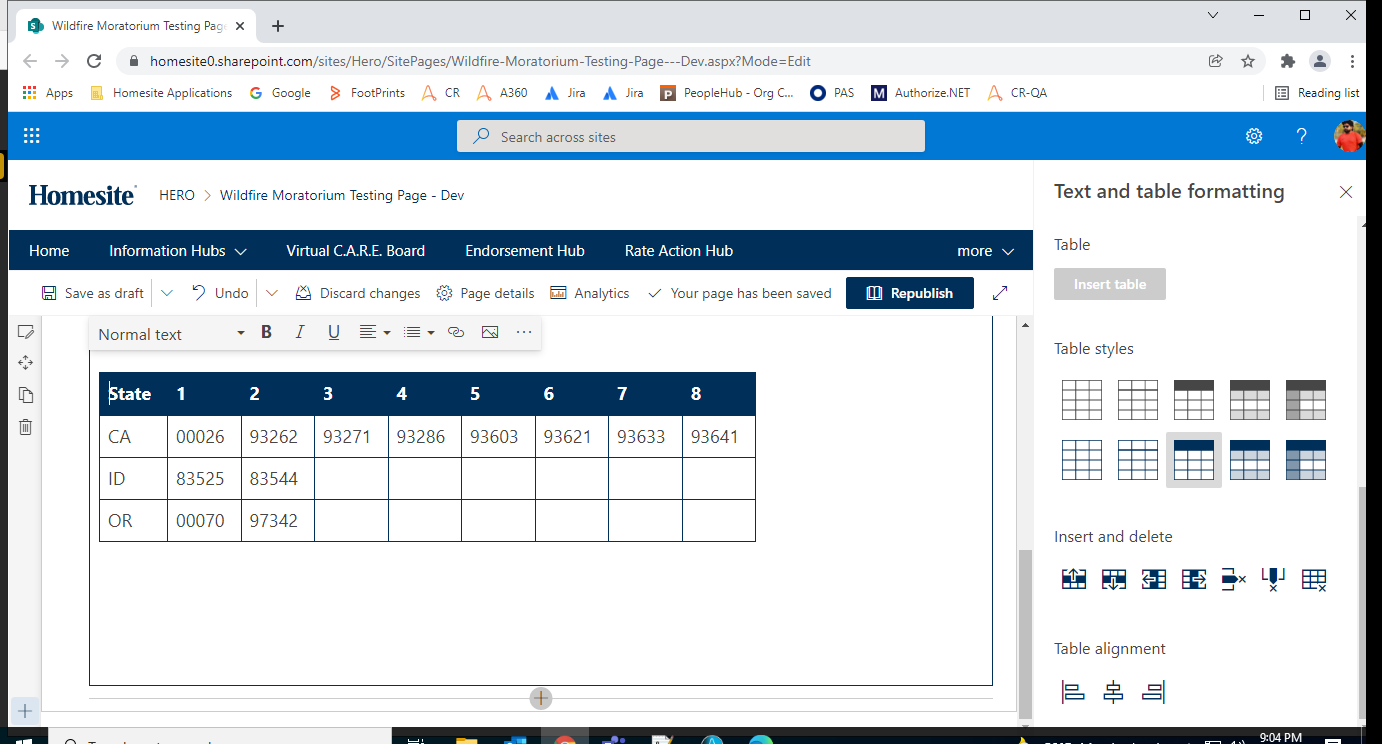 Wildfire Moratorium Testing Pag
homesite0.sharepoint.com/sites/Hero/SitePages/Wildfire-Moratorium-Testing-Page---Dev.aspx?Mode=Edit
Apps Homesite Applications Google FootPrints CR A360 Jira Jira PeopleHub - Org C... PAS Authorize.NET CR-QA Reading list
Search across sites
Homesite HERO > Wildfire Moratorium Testing Page - Dev
Home Information Hubs Virtual C.A.R.E. Board Endorsement Hub Rate Action Hub more
Save as draft Undo Discard changes Page details Analytics Your page has been saved Republish
Normal text B I U ...
State 1 2 3 4 5 6 7 8
CA 00026 93262 93271 93286 93603 93621 93633 93641
ID 83525 83544
OR 00070 97342
Text and table formatting
Table
Insert table
Table styles
Insert and delete
Table alignment
9:04 PM